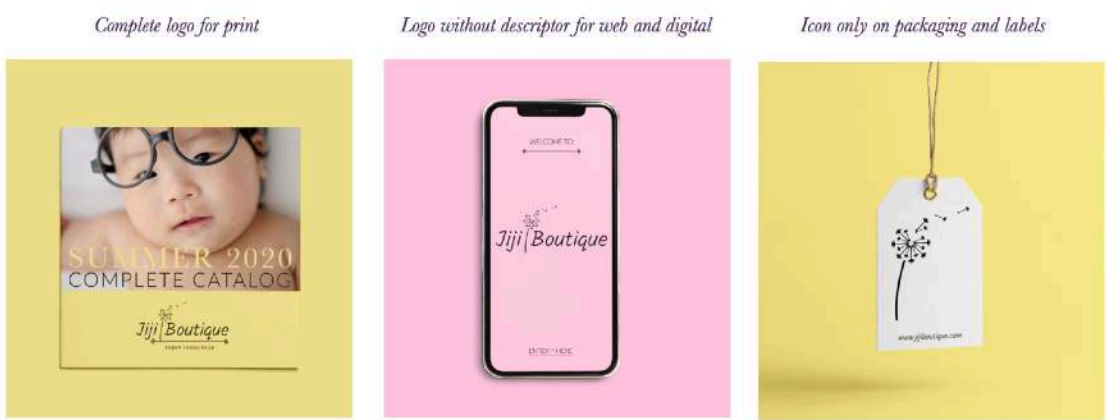 Complete logo for print
Logo without descriptor for web and digital
Icon only on packaging and labels
SUMMER 2020
COMPLETE CATALOG
Jiji Boutique
WELCOME TO
Jiji Boutique
HERE
www.jijiboutique.com